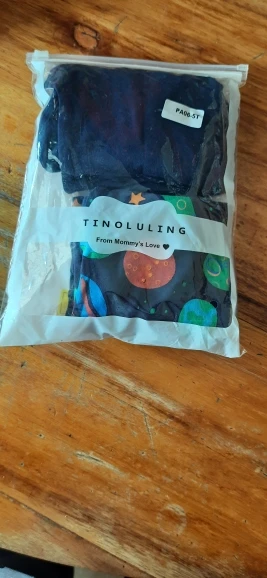 PA06-5T
TINOLULING
From Mommy's Love